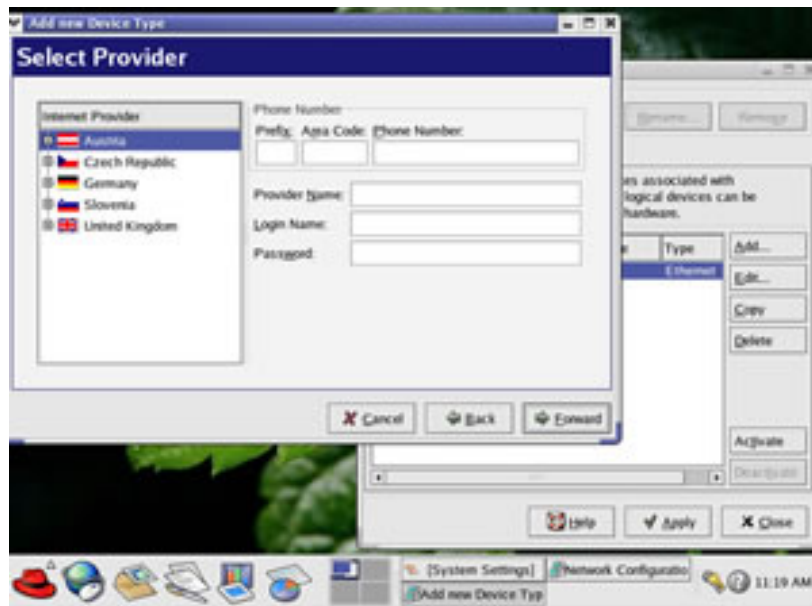 Add new Device Type
Select Provider
Internet Provider
Austria
Czech Republic
Germany
Slovenia
United Kingdom
Phone Number
Prefix: Area Code: Phone Number:
Provider Name:
Login Name:
Password:
Cancel
Back
Forward
Rename...
Remove
es associated with
logical devices can be
hardware.
Type
Ethernet
Add...
Edit...
Copy
Delete
Activate
Deactivate
Help
Apply
Close
[System Settings]
Network Configuratio
Add new Device Typ
11:19 AM